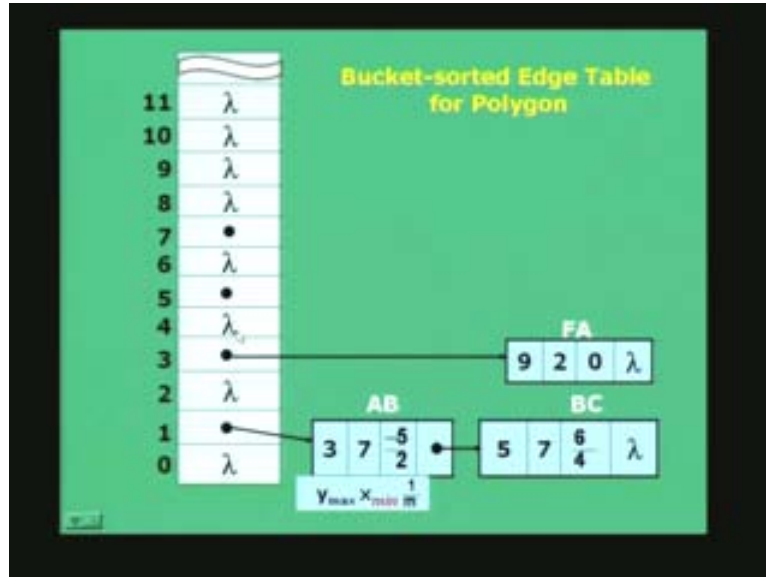 Bucket-sorted Edge Table
for Polygon
11 λ
10 λ
9 λ
8 λ
7
6 λ
5
4 λ
3
2 λ
1
0 λ
FA
9 2 0 λ
AB
3 7 -5/2
BC
5 7 6/4 λ
ymax xmin 1/m